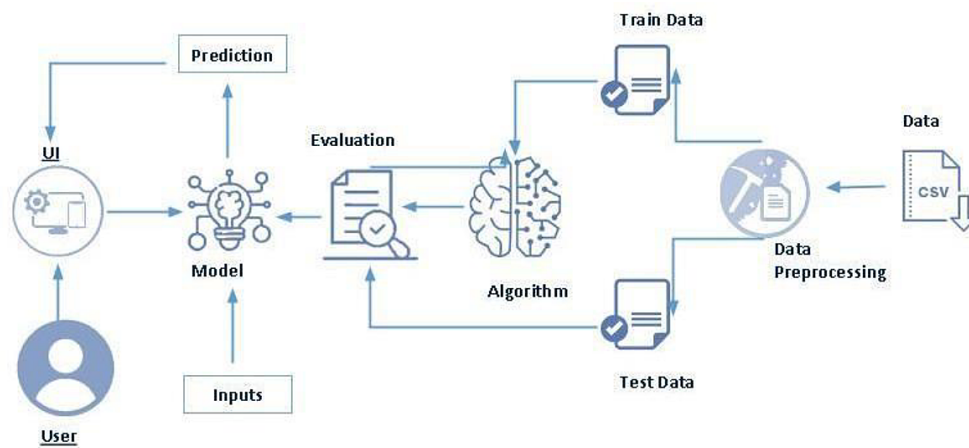 Train Data
Prediction
Data
Evaluation
UI
CSV
Model
Data
Preprocessing
Algorithm
Inputs
Test Data
User